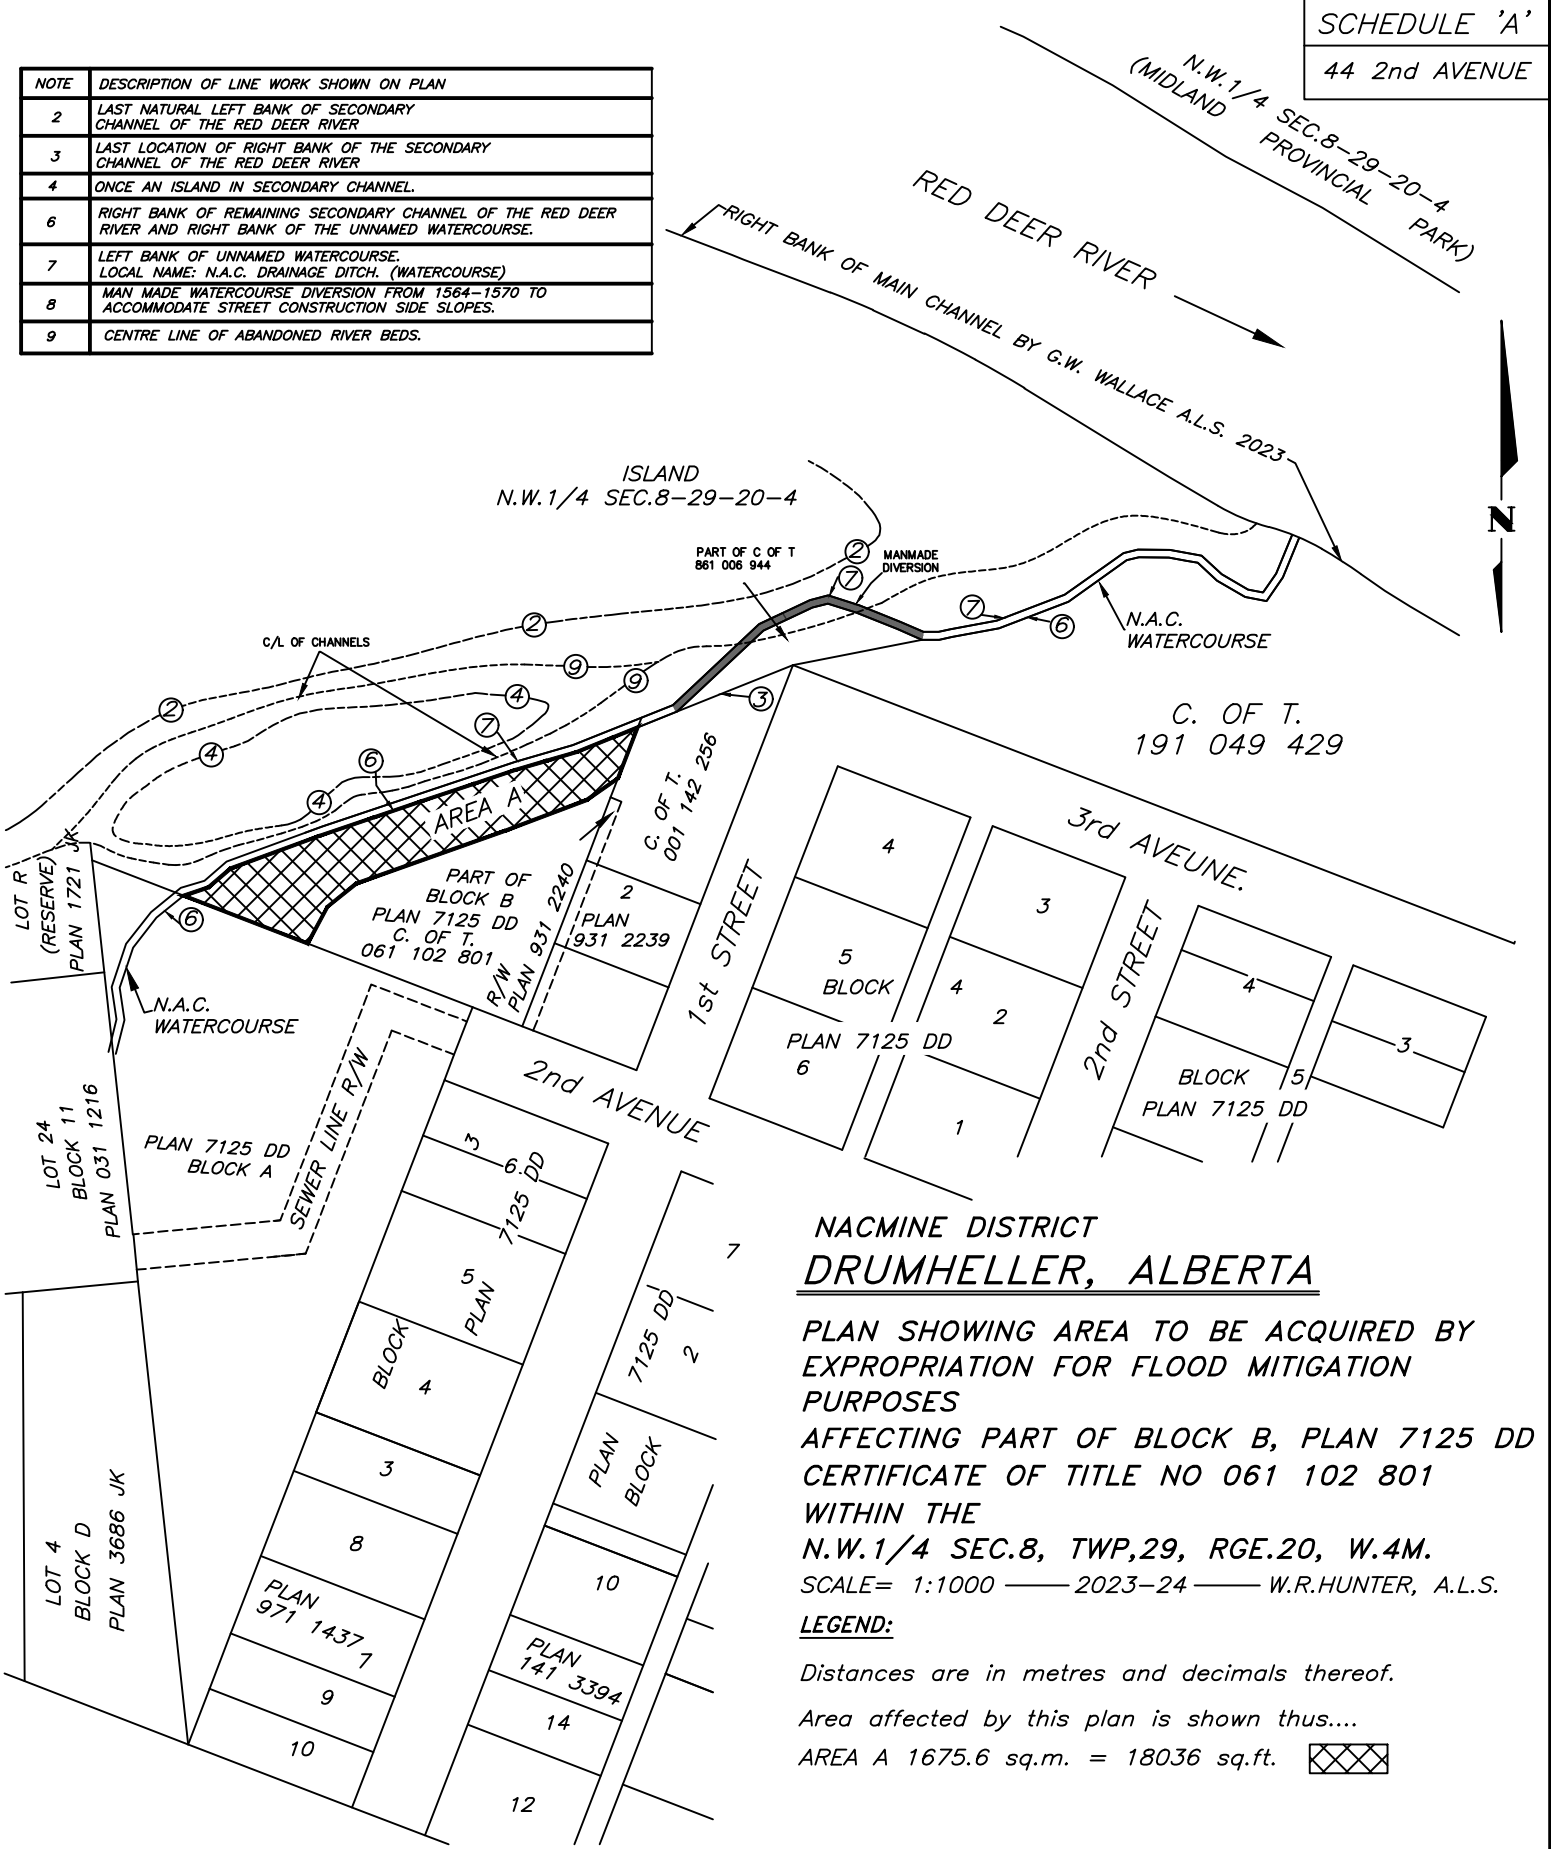 SCHEDULE 'A'
44 2nd AVENUE
NOTE DESCRIPTION OF LINE WORK SHOWN ON PLAN
2 LAST NATURAL LEFT BANK OF SECONDARY
CHANNEL OF THE RED DEER RIVER
3 LAST LOCATION OF RIGHT BANK OF THE SECONDARY
CHANNEL OF THE RED DEER RIVER
4 ONCE AN ISLAND IN SECONDARY CHANNEL.
6 RIGHT BANK OF REMAINING SECONDARY CHANNEL OF THE RED DEER
RIVER AND RIGHT BANK OF THE UNNAMED WATERCOURSE.
7 LEFT BANK OF UNNAMED WATERCOURSE.
LOCAL NAME: N.A.C. DRAINAGE DITCH. (WATERCOURSE)
8 MAN MADE WATERCOURSE DIVERSION FROM 1564-1570 TO
ACCOMMODATE STREET CONSTRUCTION SIDE SLOPES.
9 CENTRE LINE OF ABANDONED RIVER BEDS.
N.W.1/4 SEC.8-29-20-4
(MIDLAND PROVINCIAL PARK)
RED DEER RIVER
RIGHT BANK OF MAIN CHANNEL BY G.W. WALLACE A.L.S. 2023
N
ISLAND
N.W.1/4 SEC.8-29-20-4
PART OF C OF T
861 006 944
MANMADE
DIVERSION
2
7
7
6
N.A.C.
WATERCOURSE
C/L OF CHANNELS
2
9
9
4
3
2
4
7
6
4
6
AREA A
C. OF T.
191 049 429
C. OF T.
001 142 256
3rd AVEUNE.
LOT R
(RESERVE)
PLAN 1721 JK
PART OF
BLOCK B
PLAN 7125 DD
C. OF T.
061 102 801
R/W
PLAN 931 2240
2
PLAN
931 2239
1st STREET
4
5
BLOCK 4
PLAN 7125 DD
6
3
2
1
2nd STREET
4
3
BLOCK 5
PLAN 7125 DD
N.A.C.
WATERCOURSE
2nd AVENUE
SEWER LINE R/W
LOT 24
BLOCK 11
PLAN 031 1216
PLAN 7125 DD
BLOCK A
3
6
7125 DD
5
PLAN
BLOCK
4
3
8
PLAN
971 1437
7
9
10
7
7125 DD
2
PLAN
BLOCK
10
PLAN
141 3394
14
12
LOT 4
BLOCK D
PLAN 3686 JK
NACMINE DISTRICT
DRUMHELLER, ALBERTA
PLAN SHOWING AREA TO BE ACQUIRED BY
EXPROPRIATION FOR FLOOD MITIGATION
PURPOSES
AFFECTING PART OF BLOCK B, PLAN 7125 DD
CERTIFICATE OF TITLE NO 061 102 801
WITHIN THE
N.W.1/4 SEC.8, TWP,29, RGE.20, W.4M.
SCALE= 1:1000 —— 2023-24 —— W.R.HUNTER, A.L.S.
LEGEND:
Distances are in metres and decimals thereof.
Area affected by this plan is shown thus....
AREA A 1675.6 sq.m. = 18036 sq.ft.